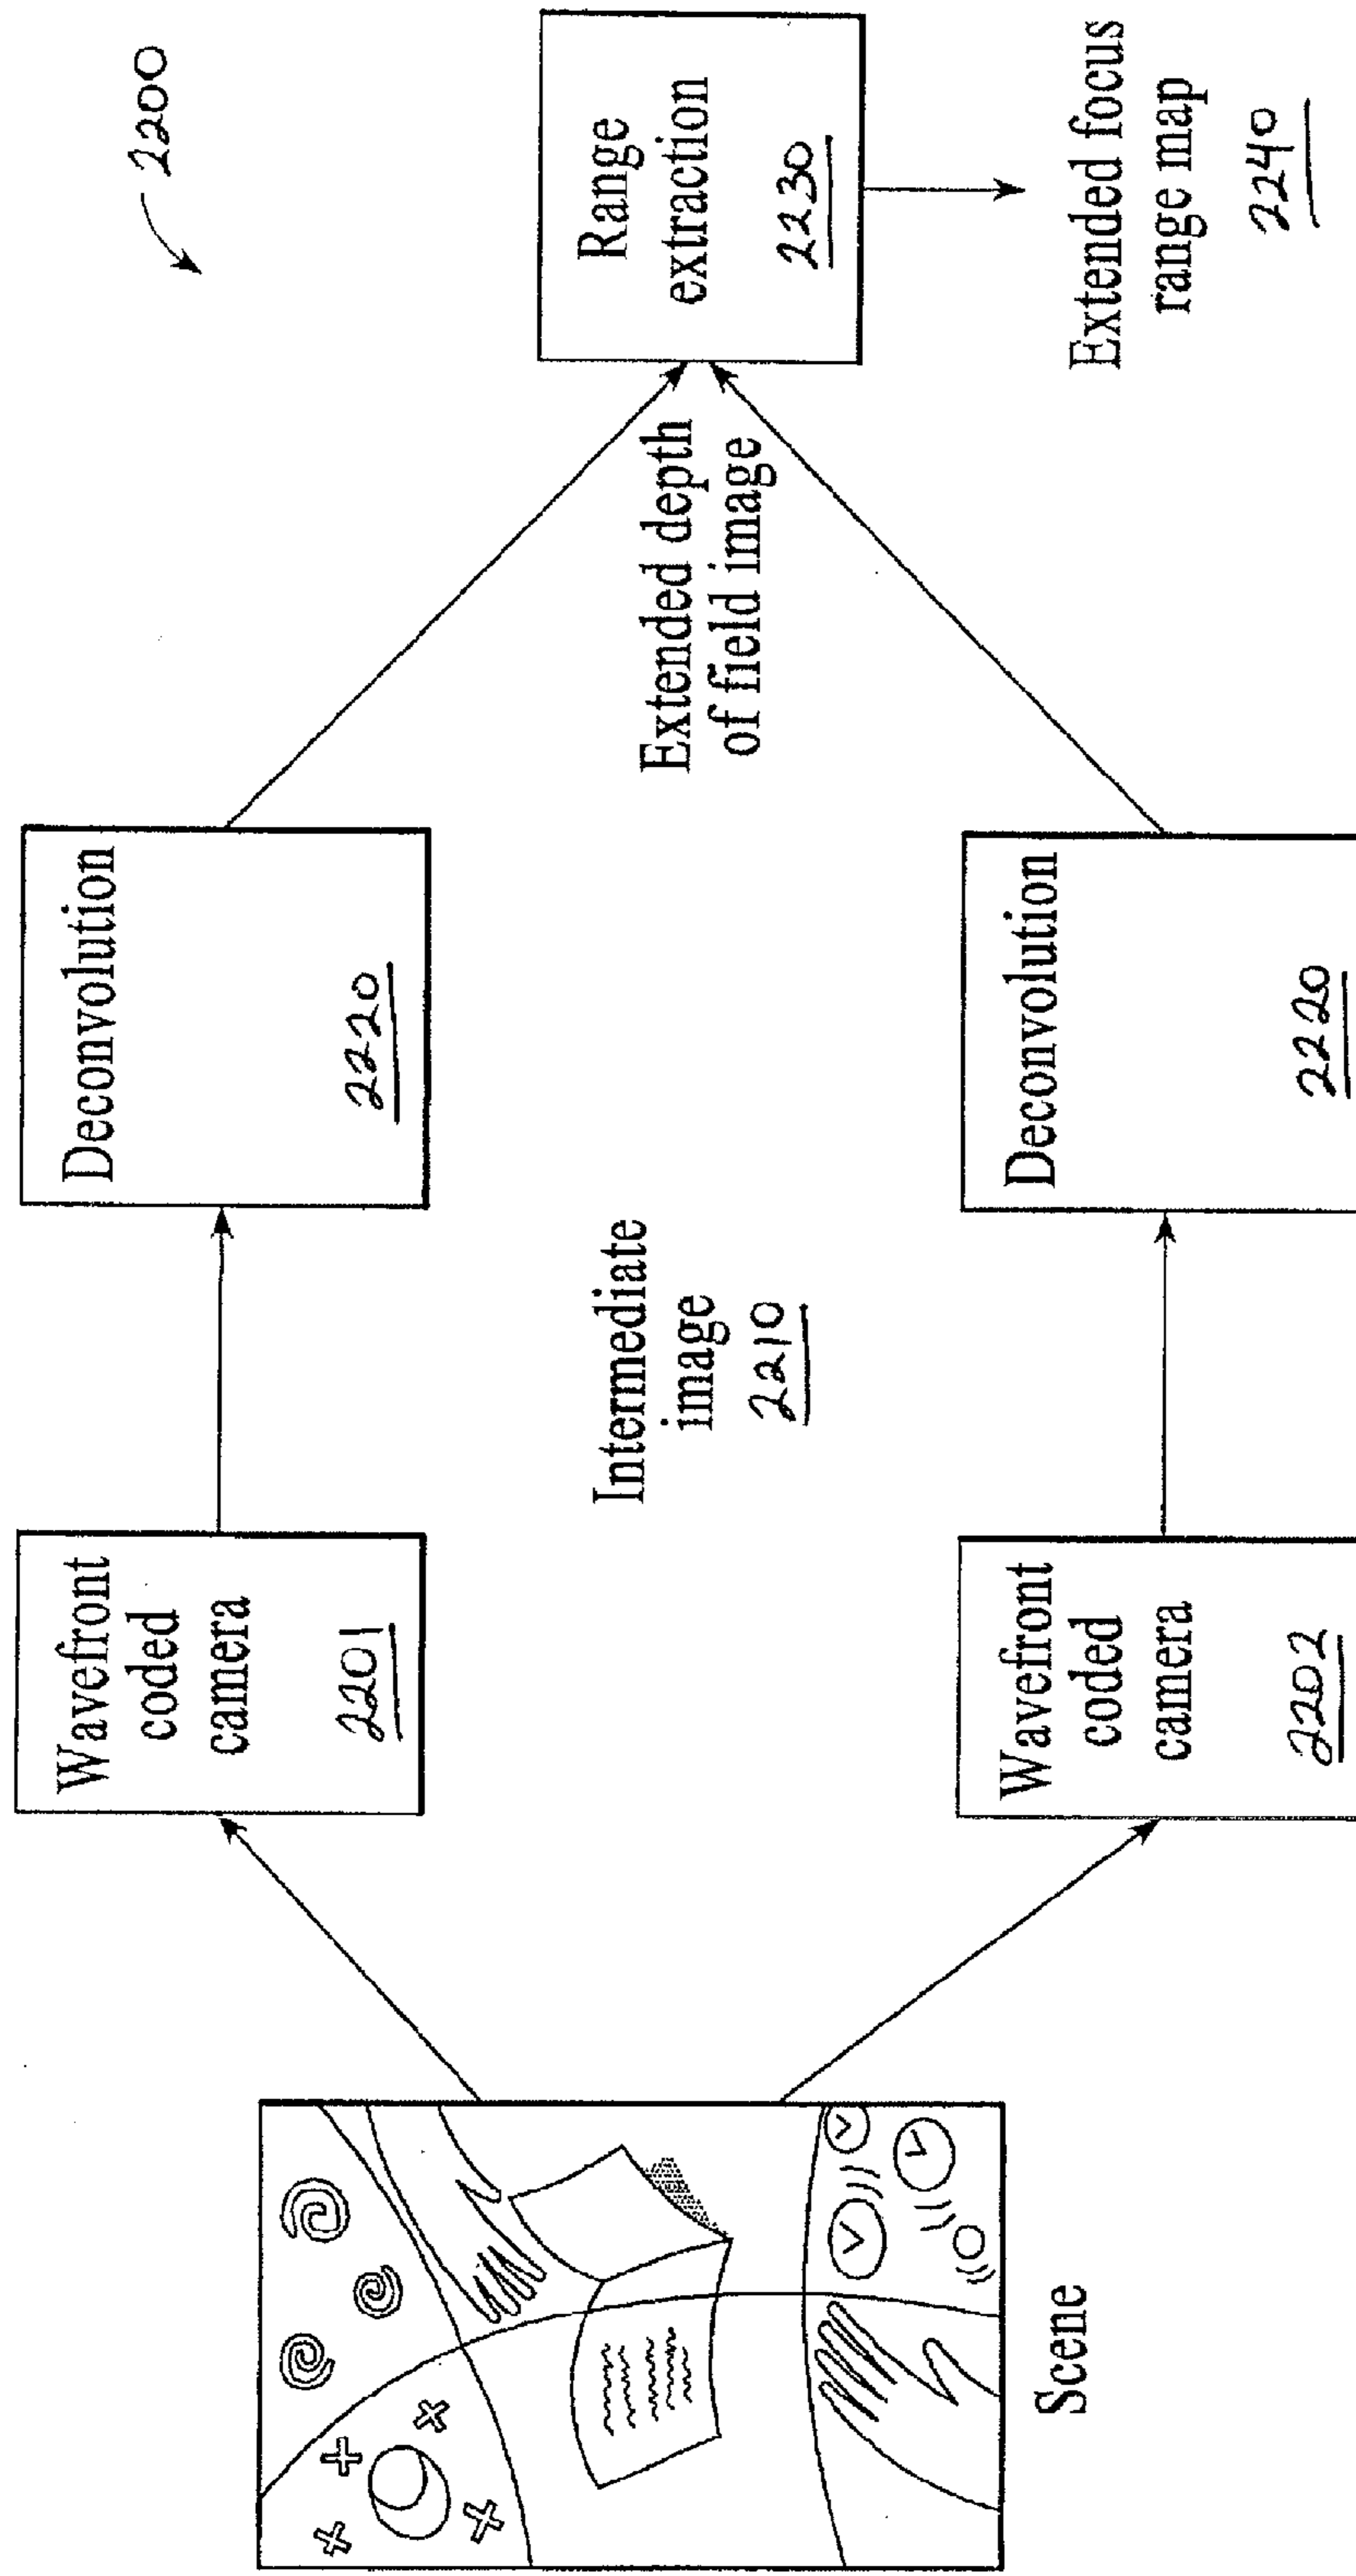 2200
Wavefront
coded
camera
2201
Deconvolution
2220
Range
extraction
2230
Scene
Intermediate
image
2210
Extended depth
of field image
Extended focus
range map
2240
Wavefront
coded
camera
2202
Deconvolution
2220